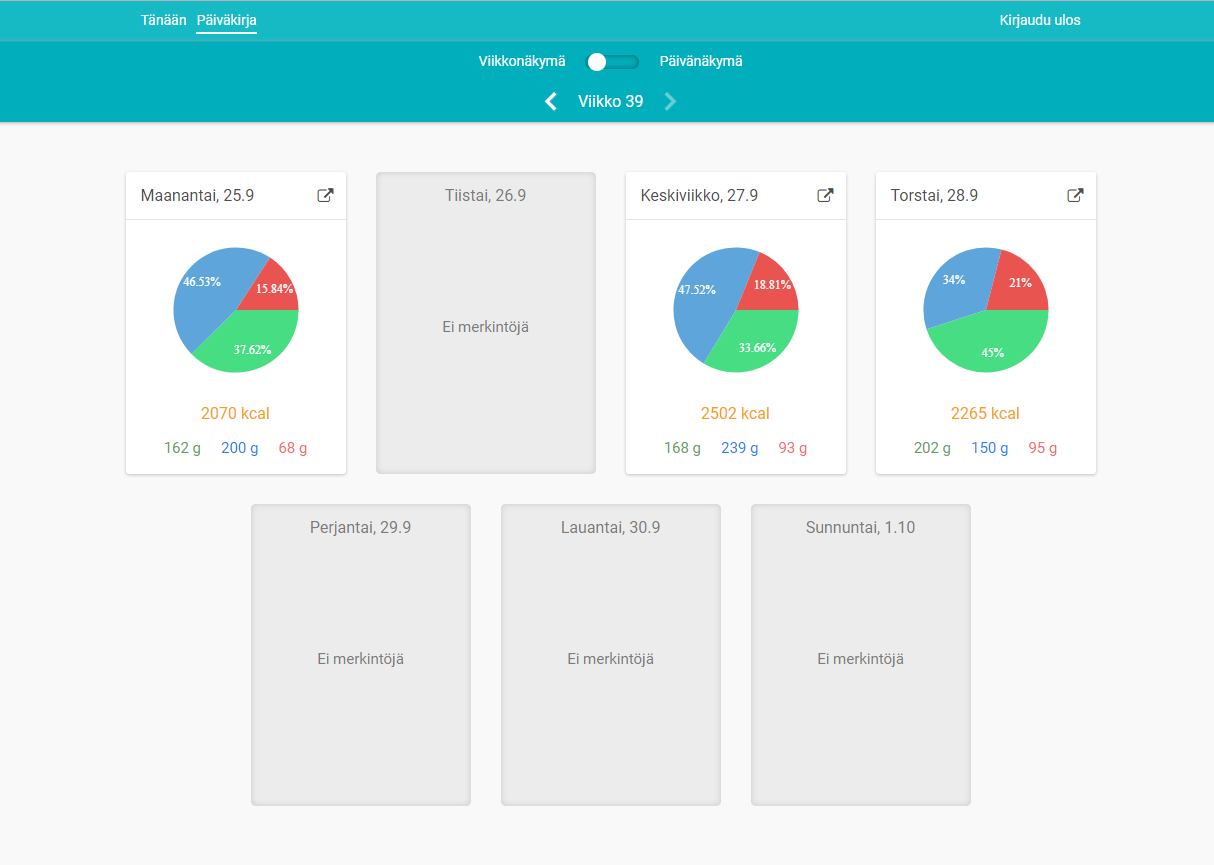 Tänään Päiväkirja Kirjaudu ulos
Viikkonäkymä Päivänäkymä
Viikko 39
Maanantai, 25.9
46.53%
15.84%
37.62%
2070 kcal
162 g 200 g 68 g
Tiistai, 26.9
Ei merkintöjä
Keskiviikko, 27.9
47.52%
18.81%
33.66%
2502 kcal
168 g 239 g 93 g
Torstai, 28.9
34%
21%
45%
2265 kcal
202 g 150 g 95 g
Perjantai, 29.9
Ei merkintöjä
Lauantai, 30.9
Ei merkintöjä
Sunnuntai, 1.10
Ei merkintöjä